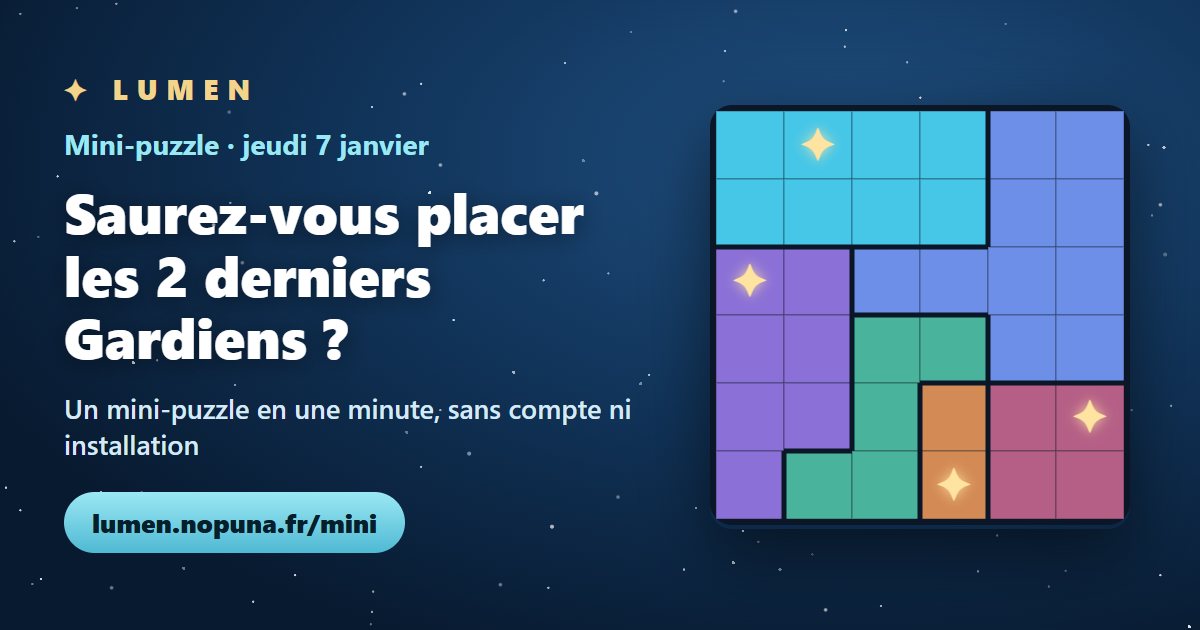 LUMEN
Mini-puzzle · jeudi 7 janvier
Saurez-vous placer
les 2 derniers
Gardiens ?
Un mini-puzzle en une minute, sans compte ni
installation
lumen.nopuna.fr/mini